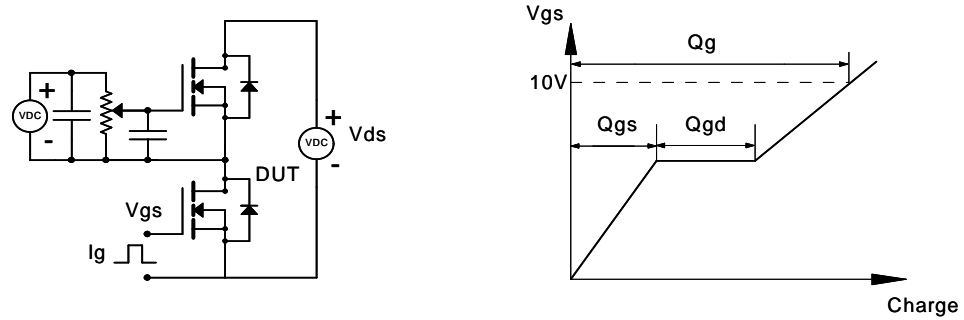 +
VDC
-
+
VDC
-
Vds
DUT
Vgs
Ig
Vgs
Qg
10V
Qgs
Qgd
Charge